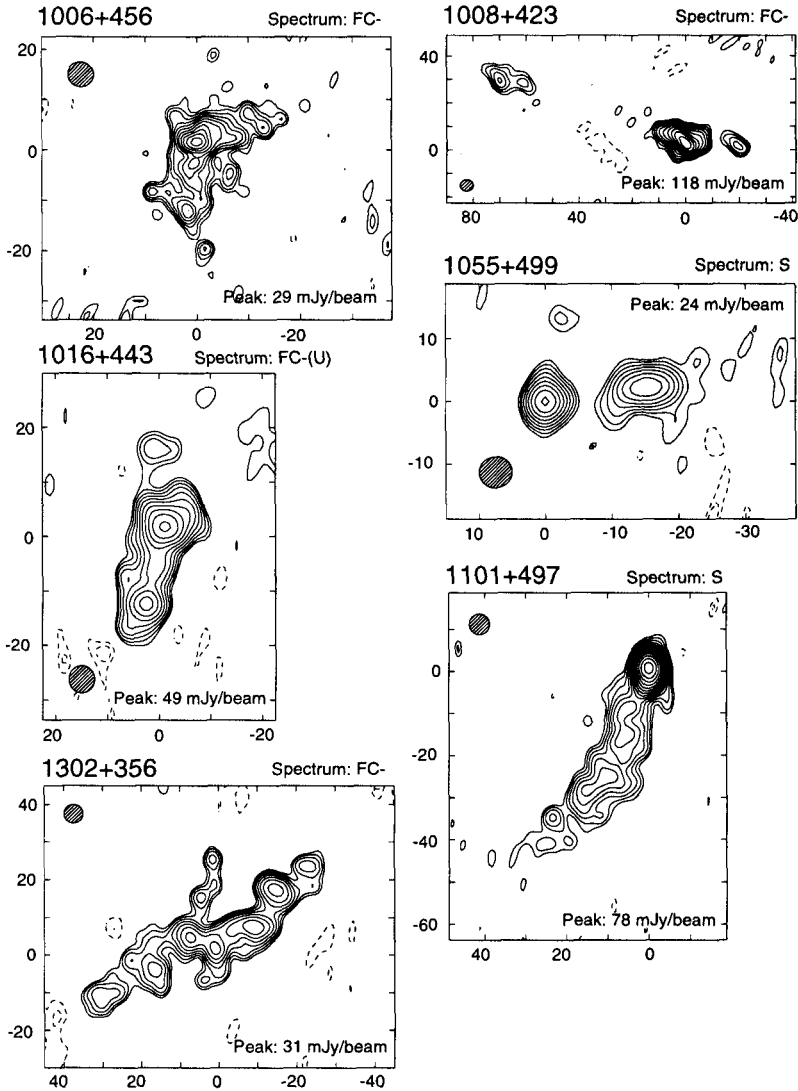 1006+456 Spectrum: FC-
20
0
-20
Peak: 29 mJy/beam
20 0 -20
1008+423 Spectrum: FC-
40
20
0
Peak: 118 mJy/beam
80 40 0 -40
1016+443 Spectrum: FC-(U)
20
0
-20
Peak: 49 mJy/beam
20 0 -20
1055+499 Spectrum: S
Peak: 24 mJy/beam
10
0
-10
10 0 -10 -20 -30
1101+497 Spectrum: S
0
-20
-40
-60
Peak: 78 mJy/beam
40 20 0
1302+356 Spectrum: FC-
40
20
0
-20
Peak: 31 mJy/beam
40 20 0 -20 -40